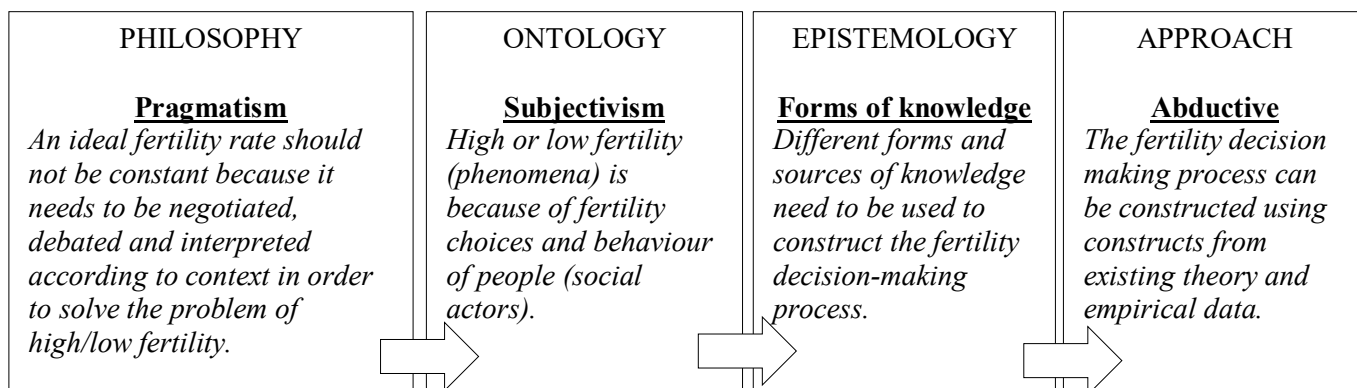 PHILOSOPHY
Pragmatism
An ideal fertility rate should
not be constant because it
needs to be negotiated,
debated and interpreted
according to context in order
to solve the problem of
high/low fertility.
ONTOLOGY
Subjectivism
High or low fertility
(phenomena) is
because of fertility
choices and behaviour
of people (social
actors).
EPISTEMOLOGY
Forms of knowledge
Different forms and
sources of knowledge
need to be used to
construct the fertility
decision-making
process.
APPROACH
Abductive
The fertility decision
making process can
be constructed using
constructs from
existing theory and
empirical data.